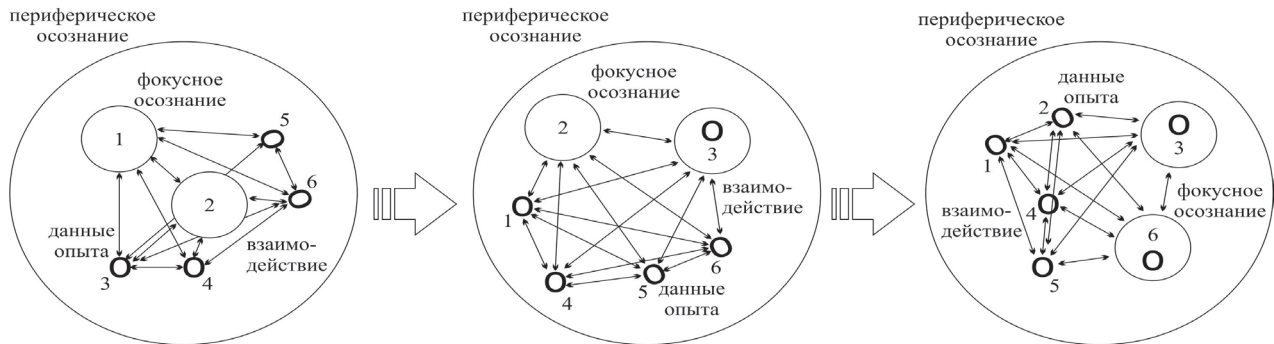 периферическое
осознание
фокусное
осознание
1
5
2
6
данные
опыта
взаимо-
действие
3
4
периферическое
осознание
фокусное
осознание
2
3
1
взаимо-
действие
6
4
5
данные
опыта
периферическое
осознание
данные
опыта
2
3
1
фокусное
осознание
4
взаимо-
действие
6
5